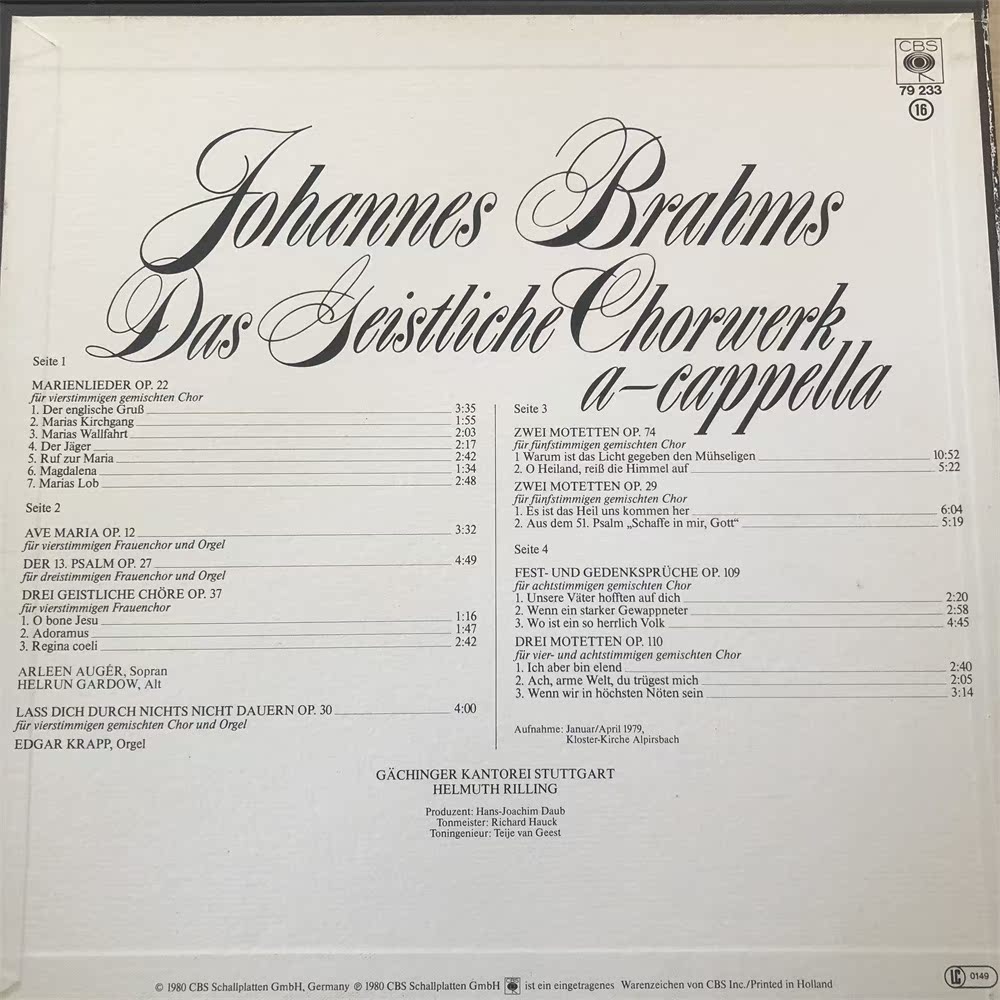 CBS
79 233
16
Johannes Brahms
Das Geistliche Chorwerk
a-cappella
Seite 1
MARIENLIEDER OP. 22
für vierstimmigen gemischten Chor
1. Der englische Gruß 3:35
2. Marias Kirchgang 1:55
3. Marias Wallfahrt 2:03
4. Der Jäger 2:17
5. Ruf zur Maria 2:42
6. Magdalena 1:34
7. Marias Lob 2:48
Seite 2
AVE MARIA OP. 12 3:32
für vierstimmigen Frauenchor und Orgel
DER 13. PSALM OP. 27 4:49
für dreistimmigen Frauenchor und Orgel
DREI GEISTLICHE CHÖRE OP. 37
für vierstimmigen Frauenchor
1. O bone Jesu 1:16
2. Adoramus 1:47
3. Regina coeli 2:42
ARLEEN AUGÉR, Sopran
HELRUN GARDOW, Alt
LASS DICH DURCH NICHTS NICHT DAUERN OP. 30 4:00
für vierstimmigen gemischten Chor und Orgel
EDGAR KRAPP, Orgel
Seite 3
ZWEI MOTETTEN OP. 74
für fünfstimmigen gemischten Chor
1 Warum ist das Licht gegeben den Mühseligen 10:52
2. O Heiland, reiß die Himmel auf 5:22
ZWEI MOTETTEN OP. 29
für fünfstimmigen gemischten Chor
1. Es ist das Heil uns kommen her 6:04
2. Aus dem 51. Psalm „Schaffe in mir, Gott“ 5:19
Seite 4
FEST- UND GEDENKSPRÜCHE OP. 109
für achtstimmigen gemischten Chor
1. Unsere Väter hofften auf dich 2:20
2. Wenn ein starker Gewappneter 2:58
3. Wo ist ein so herrlich Volk 4:45
DREI MOTETTEN OP. 110
für vier- und achtstimmigen gemischten Chor
1. Ich aber bin elend 2:40
2. Ach, arme Welt, du trügest mich 2:05
3. Wenn wir in höchsten Nöten sein 3:14
Aufnahme: Januar/April 1979,
Kloster-Kirche Alpirsbach
GÄCHINGER KANTOREI STUTTGART
HELMUTH RILLING
Produzent: Hans-Joachim Daub
Tonmeister: Richard Hauck
Toningenieur: Teije van Geest
© 1980 CBS Schallplatten GmbH, Germany ℗ 1980 CBS Schallplatten GmbH ist ein eingetragenes Warenzeichen von CBS Inc./Printed in Holland
LC 0149